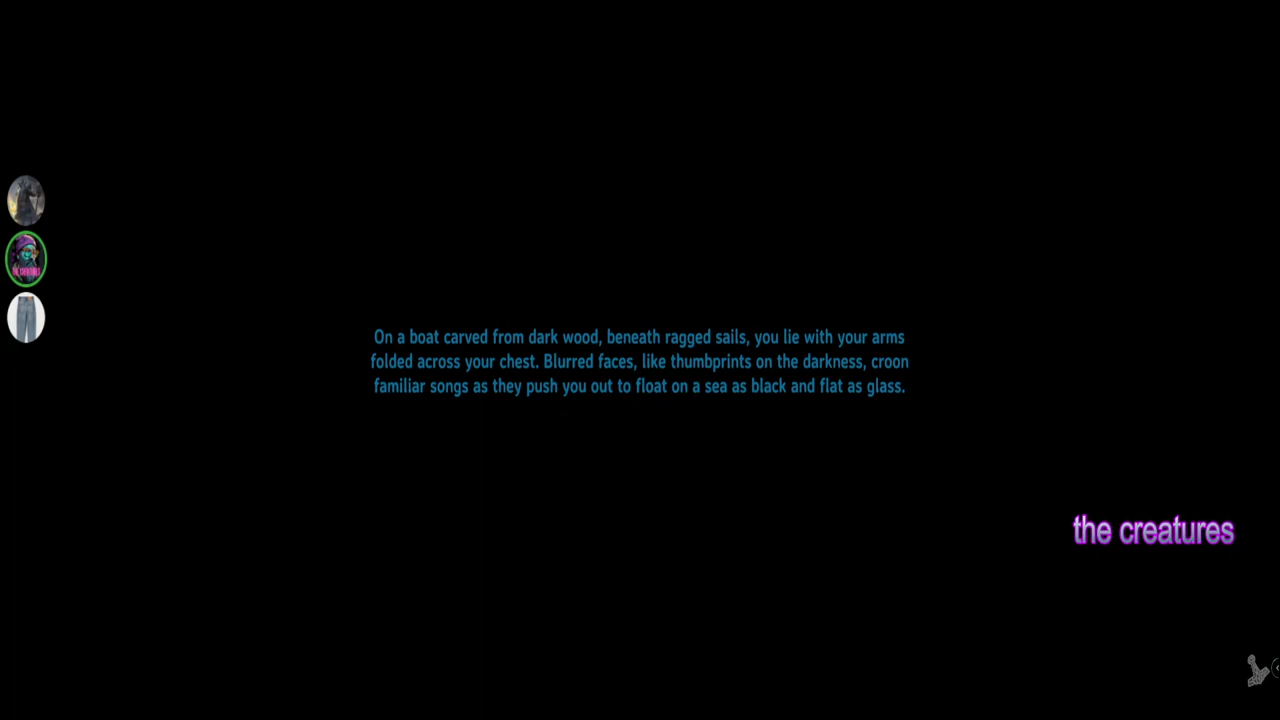 On a boat carved from dark wood, beneath ragged sails, you lie with your arms
folded across your chest. Blurred faces, like thumbprints on the darkness, croon
familiar songs as they push you out to float on a sea as black and flat as glass.
the creatures